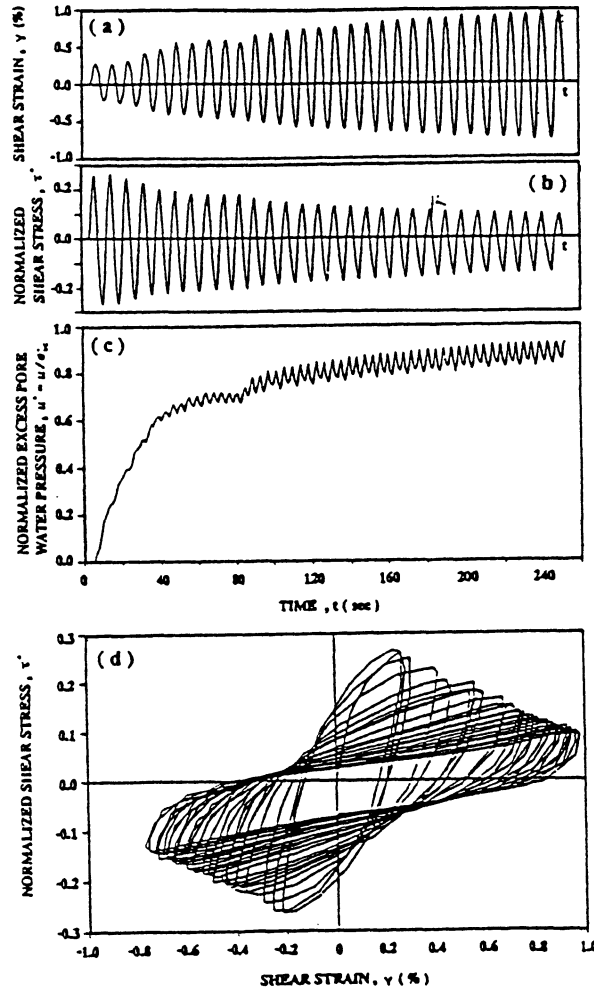 (a)
SHEAR STRAIN, γ (%)
1.0
0.5
0.0
-0.5
-1.0
t
(b)
NORMALIZED
SHEAR STRESS, τ*
0.2
0.0
-0.2
t
(c)
NORMALIZED EXCESS PORE
1.0
0.8
0.6
0.4
0.2
0.0
0 40 80 120 160 200 240
TIME, t (sec)
(d)
NORMALIZED SHEAR STRESS, τ*
0.3
0.2
0.1
0.0
-0.1
-0.2
-0.3
-1.0 -0.8 -0.6 -0.4 -0.2 0 0.2 0.4 0.6 0.8 1.0
SHEAR STRAIN, γ (%)